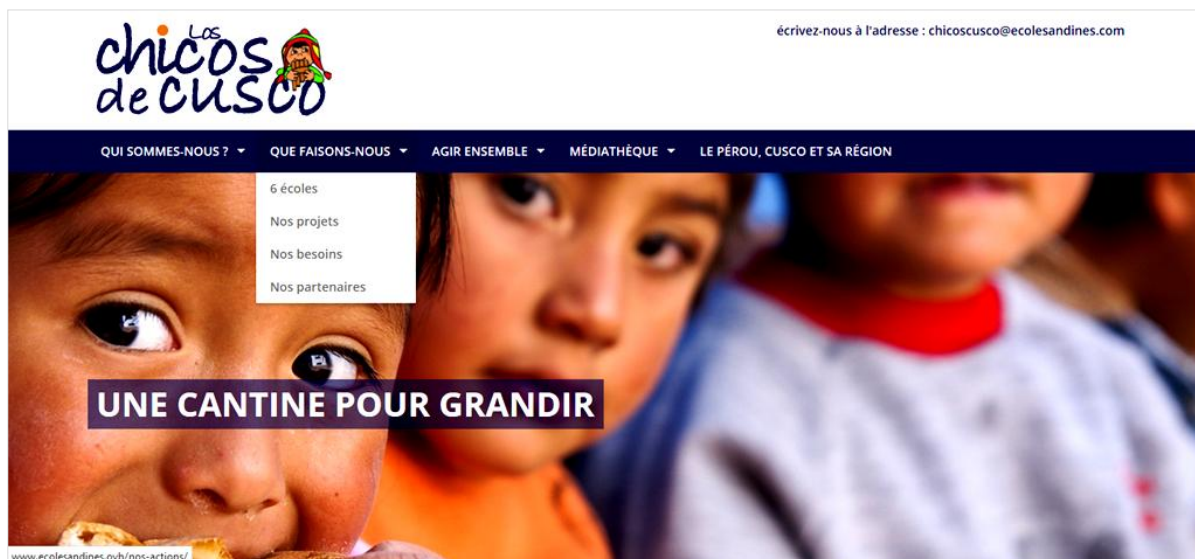 Los
chicos
de CUSCO
écrivez-nous à l'adresse : chicoscusco@ecolesandines.com
QUI SOMMES-NOUS ? QUE FAISONS-NOUS AGIR ENSEMBLE MÉDIATHÈQUE LE PÉROU, CUSCO ET SA RÉGION
6 écoles
Nos projets
Nos besoins
Nos partenaires
UNE CANTINE POUR GRANDIR
www.ecolesandines.ovh/nos-actions/